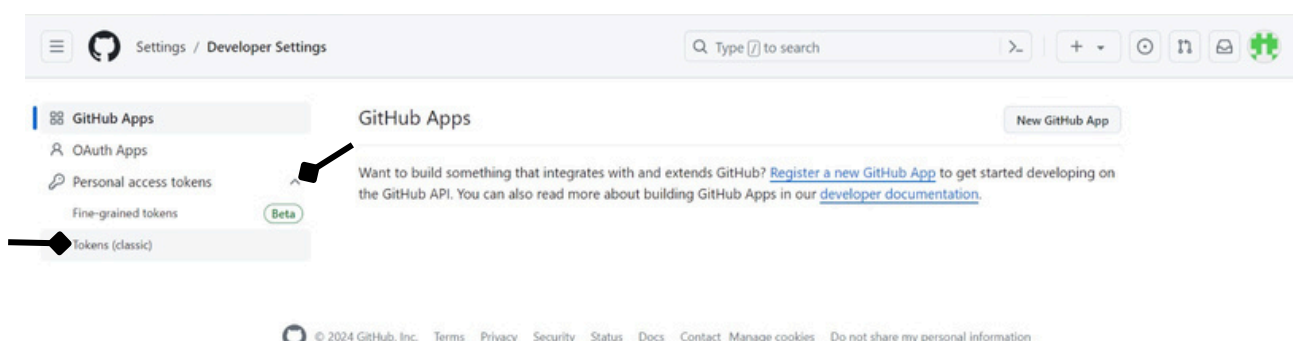 Settings / Developer Settings
Type / to search
GitHub Apps
OAuth Apps
Personal access tokens
Fine-grained tokens Beta
Tokens (classic)
GitHub Apps
New GitHub App
Want to build something that integrates with and extends GitHub? Register a new GitHub App to get started developing on
the GitHub API. You can also read more about building GitHub Apps in our developer documentation.
© 2024 GitHub, Inc. Terms Privacy Security Status Docs Contact Manage cookies Do not share my personal information